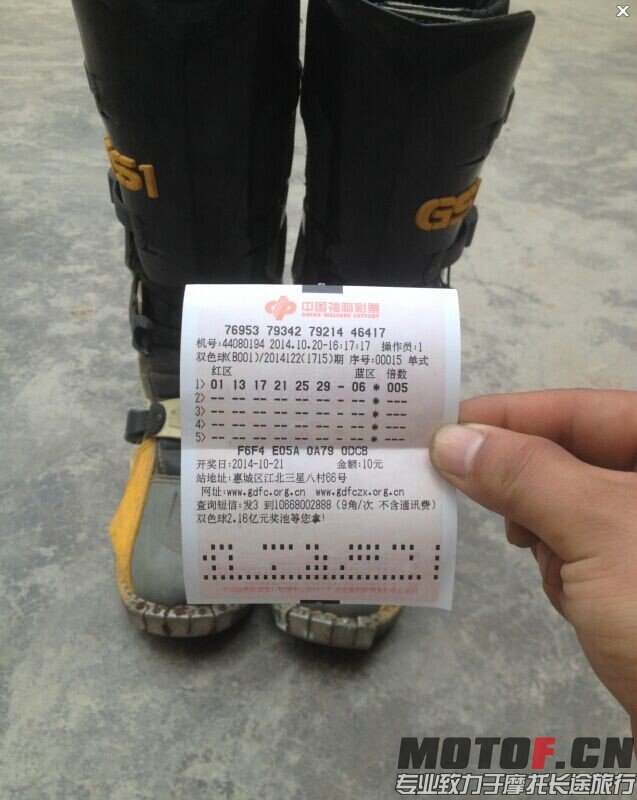 GS1
中国福利彩票
CHINA WELFARE LOTTERY
76953 79342 79214 46417
机号:44080194 2014.10.20-16:17:17 操作员:1
双色球(B001)/2014122(1715)期 序号:00015 单式
红区 蓝区 倍数
1> 01 13 17 21 25 29 - 06 * 005
2> -- -- -- -- -- -- - -- * ---
3> -- -- -- -- -- -- - -- * ---
4> -- -- -- -- -- -- - -- * ---
5> -- -- -- -- -- -- - -- * ---
F6F4 E05A 0A79 0DCB
开奖日:2014-10-21 金额:10元
站地址:惠城区江北三星八村66号
网址:www.gdfc.org.cn www.gdfczx.org.cn
查询短信:发3 到10668002888 (9角/次 不含通讯费)
双色球2.16亿元奖池等您拿!
MOTOF.CN
专业致力于摩托长途旅行